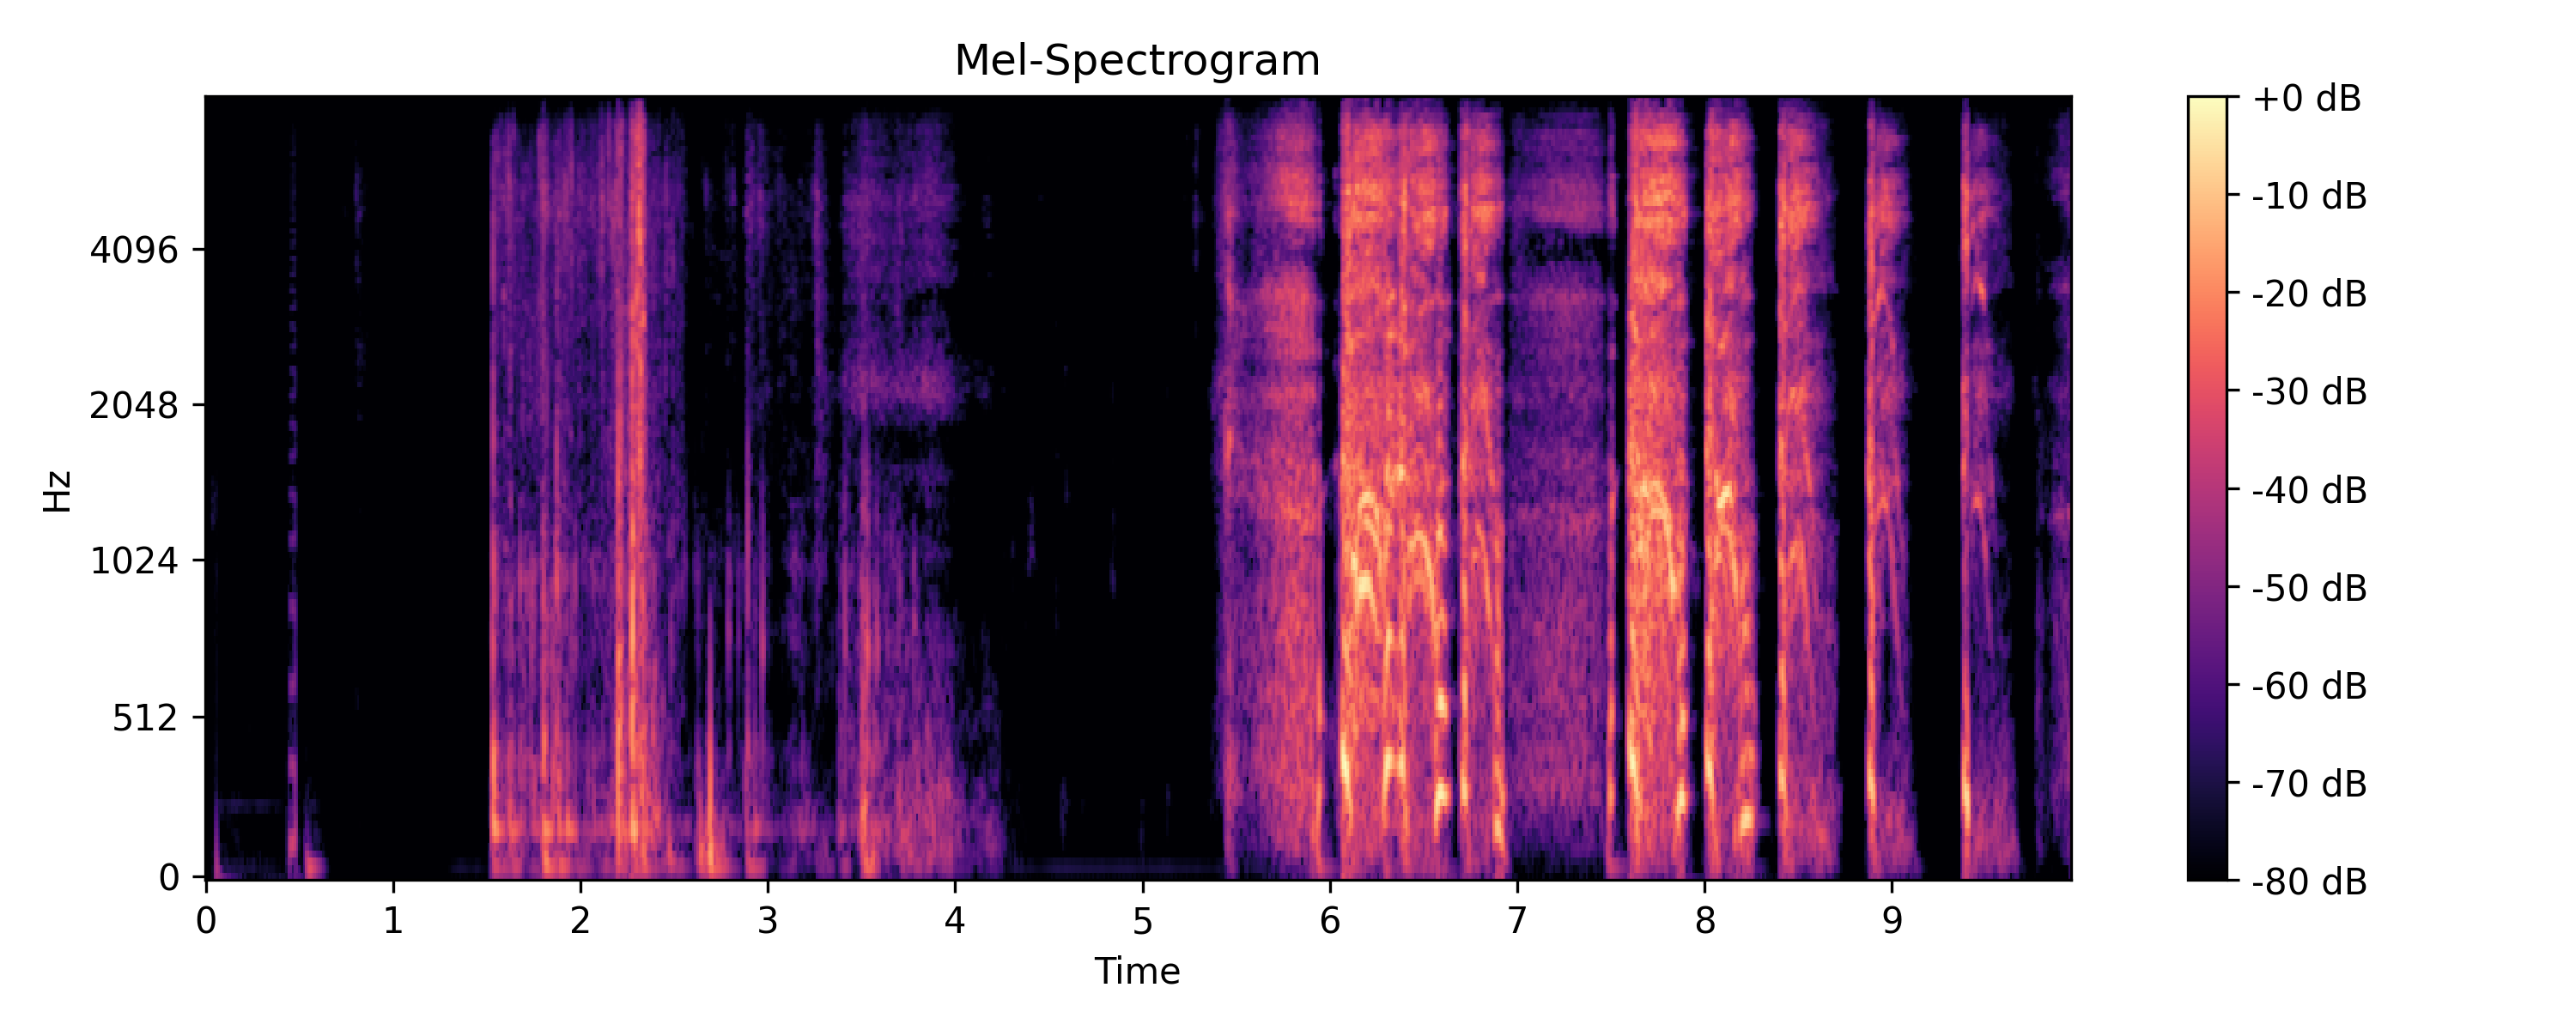 Mel-Spectrogram
Hz
4096
2048
1024
512
0
0 1 2 3 4 5 6 7 8 9
Time
+0 dB
-10 dB
-20 dB
-30 dB
-40 dB
-50 dB
-60 dB
-70 dB
-80 dB